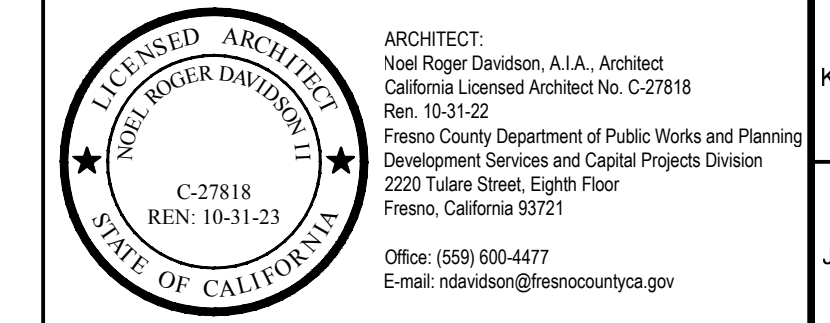 LICENSED ARCHITECT
NOEL ROGER DAVIDSON II
C-27818
REN: 10-31-23
STATE OF CALIFORNIA
ARCHITECT:
Noel Roger Davidson, A.I.A., Architect
California Licensed Architect No. C-27818
Ren. 10-31-22
Fresno County Department of Public Works and Planning
Development Services and Capital Projects Division
2220 Tulare Street, Eighth Floor
Fresno, California 93721
Office: (559) 600-4477
E-mail: ndavidson@fresnocountyca.gov